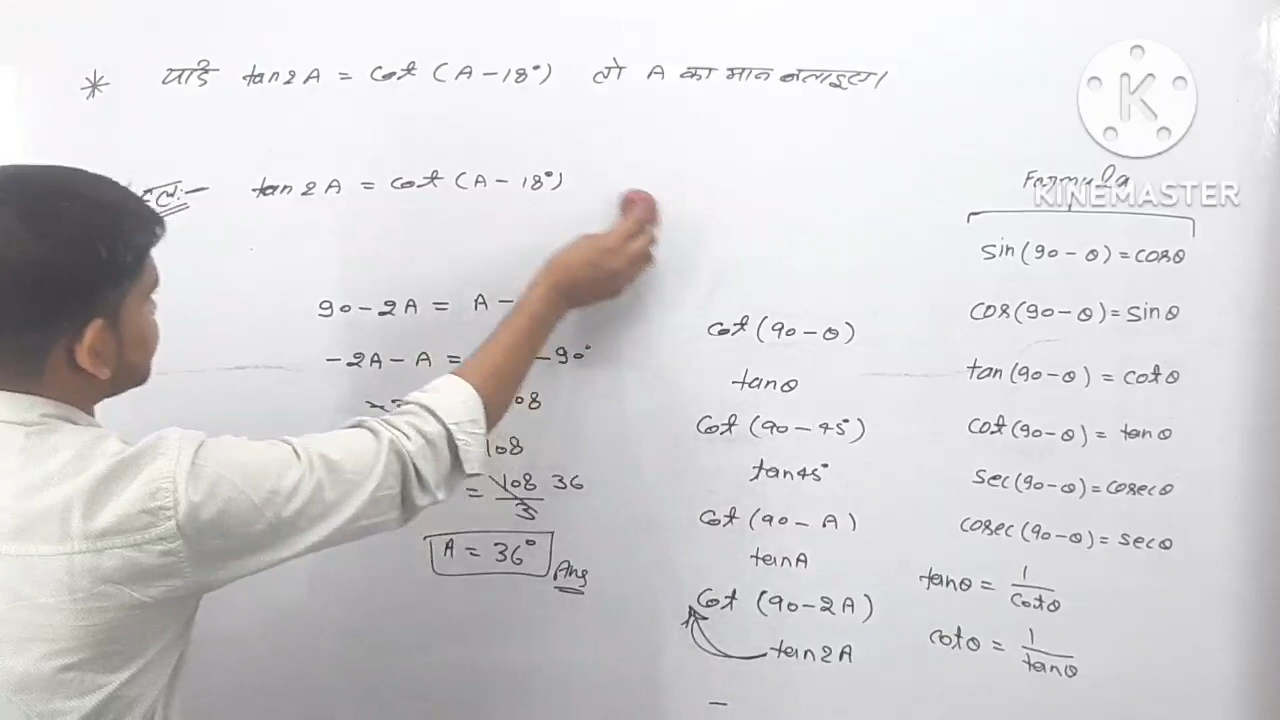 * यदि tan2A = cot (A-18°) तो A का मान बताइए।
tan 2A = cot (A - 18°)
90-2A = A -
-2A-A = -90°
108
= 108 36
3
A = 36° Ans
cot (90-θ)
tanθ
cot (90-45°)
tan45°
cot (90-A)
tanA
cot (90-2A)
tan2A
K
KINEMASTER
Formula
sin(90-θ)=cosθ
cos(90-θ)=sinθ
tan(90-θ) = cotθ
cot(90-θ) = tanθ
sec(90-θ)=cosecθ
cosec(90-θ)=secθ
tanθ = 1/cotθ
cotθ = 1/tanθ